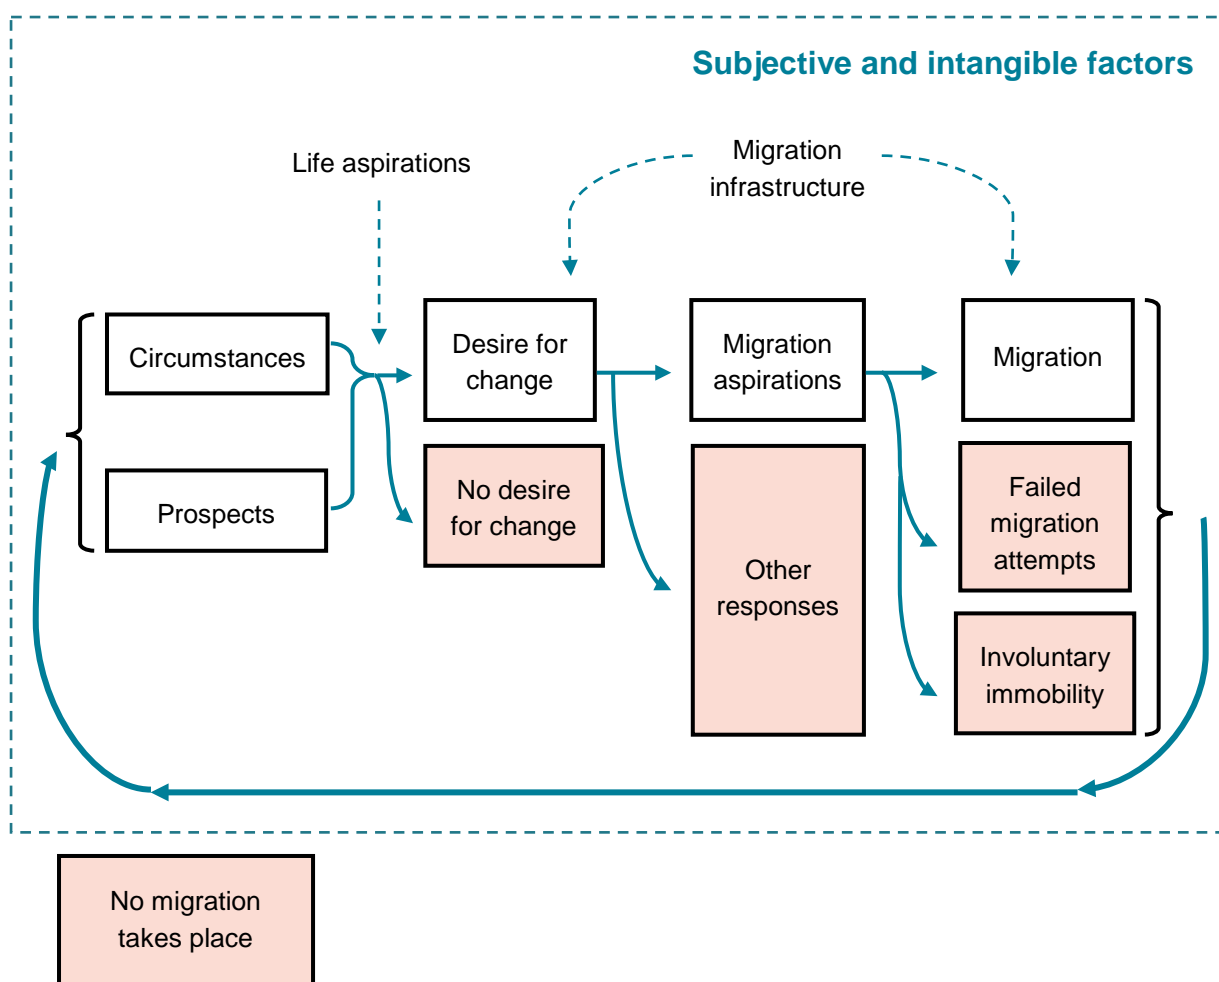 Subjective and intangible factors
Life aspirations
Migration
infrastructure
Circumstances
Prospects
Desire for
change
No desire
for change
Migration
aspirations
Other
responses
Migration
Failed
migration
attempts
Involuntary
immobility
No migration
takes place